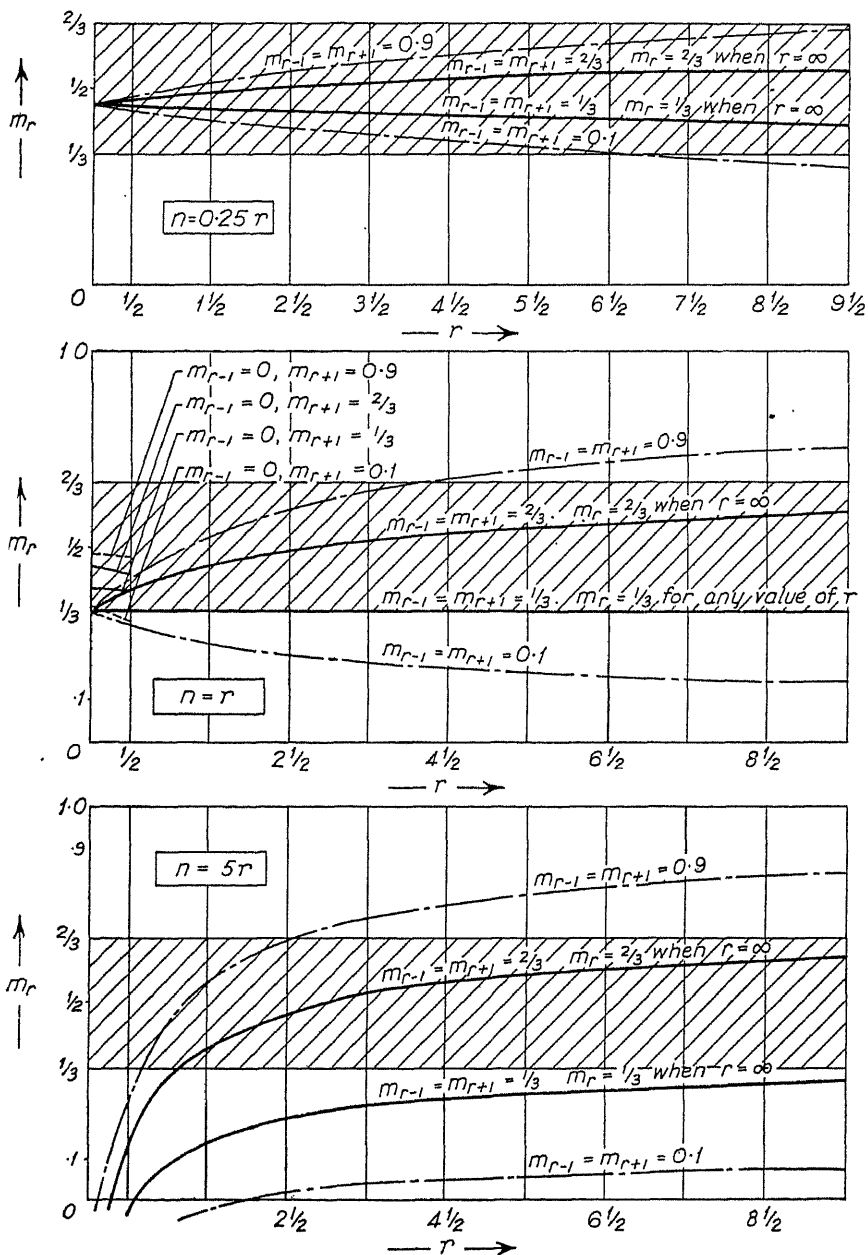 2/3
m_{r-1} = m_{r+1} = 0·9
m_{r-1} = m_{r+1} = 2/3 m_r = 2/3 when r = ∞
1/2
m_r
m_{r-1} = m_{r+1} = 1/3 m_r = 1/3 when r = ∞
m_{r-1} = m_{r+1} = 0·1
1/3
n = 0·25 r
0 1/2 1 1/2 2 1/2 3 1/2 4 1/2 5 1/2 6 1/2 7 1/2 8 1/2 9 1/2
r
1·0
m_{r-1} = 0, m_{r+1} = 0·9
m_{r-1} = 0, m_{r+1} = 2/3
m_{r-1} = 0, m_{r+1} = 1/3
m_{r-1} = 0, m_{r+1} = 0·1
m_{r-1} = m_{r+1} = 0·9
2/3
m_{r-1} = m_{r+1} = 2/3. m_r = 2/3 when r = ∞
m_r
1/2
m_{r-1} = m_{r+1} = 1/3. m_r = 1/3 for any value of r
1/3
m_{r-1} = m_{r+1} = 0·1
n = r
·1
0 1/2 2 1/2 4 1/2 6 1/2 8 1/2
r
1·0
·9
n = 5r
m_{r-1} = m_{r+1} = 0·9
2/3
m_{r-1} = m_{r+1} = 2/3 m_r = 2/3 when r = ∞
m_r
1/2
1/3
m_{r-1} = m_{r+1} = 1/3 m_r = 1/3 when r = ∞
·1
m_{r-1} = m_{r+1} = 0·1
0 2 1/2 4 1/2 6 1/2 8 1/2
r